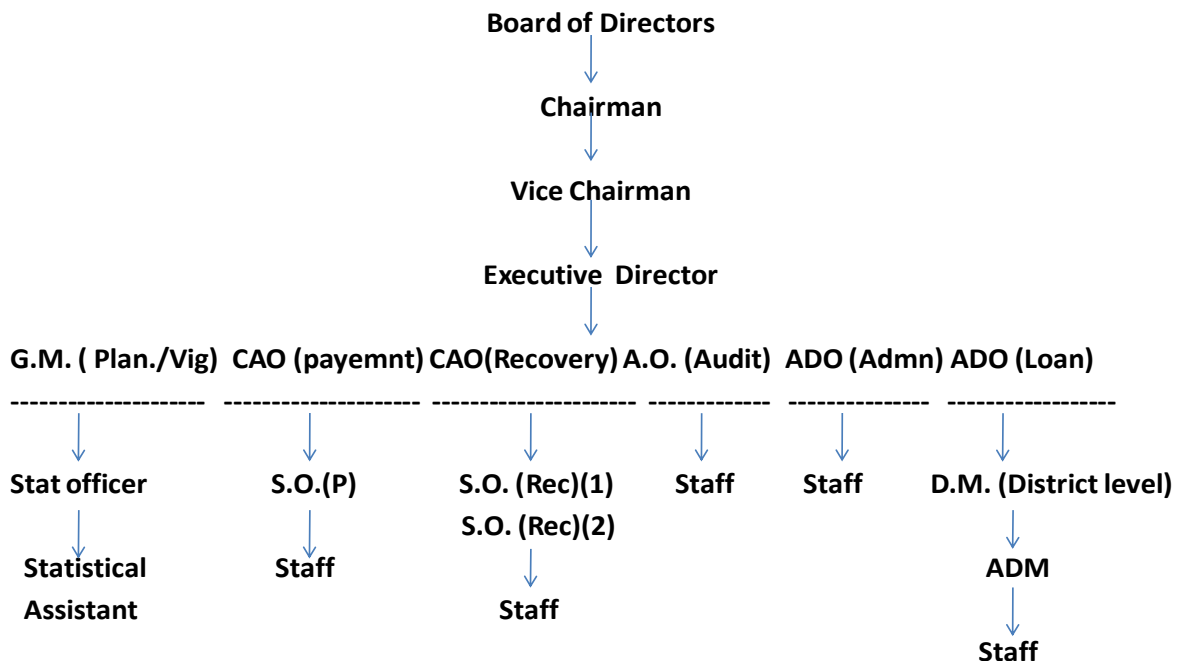 Board of Directors
Chairman
Vice Chairman
Executive Director
G.M. ( Plan./Vig) CAO (payemnt) CAO(Recovery) A.O. (Audit) ADO (Admn) ADO (Loan)
--------------------- --------------------- ---------------------- ------------- --------------- ------------------
Stat officer S.O.(P) S.O. (Rec)(1) Staff Staff D.M. (District level)
S.O. (Rec)(2)
Statistical Staff ADM
Assistant Staff
Staff